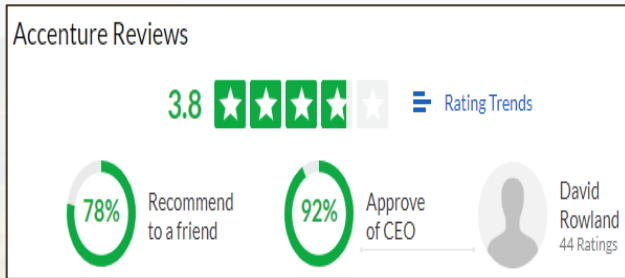 Accenture Reviews
3.8 Rating Trends
78% Recommend
to a friend
92% Approve
of CEO
David
Rowland
44 Ratings